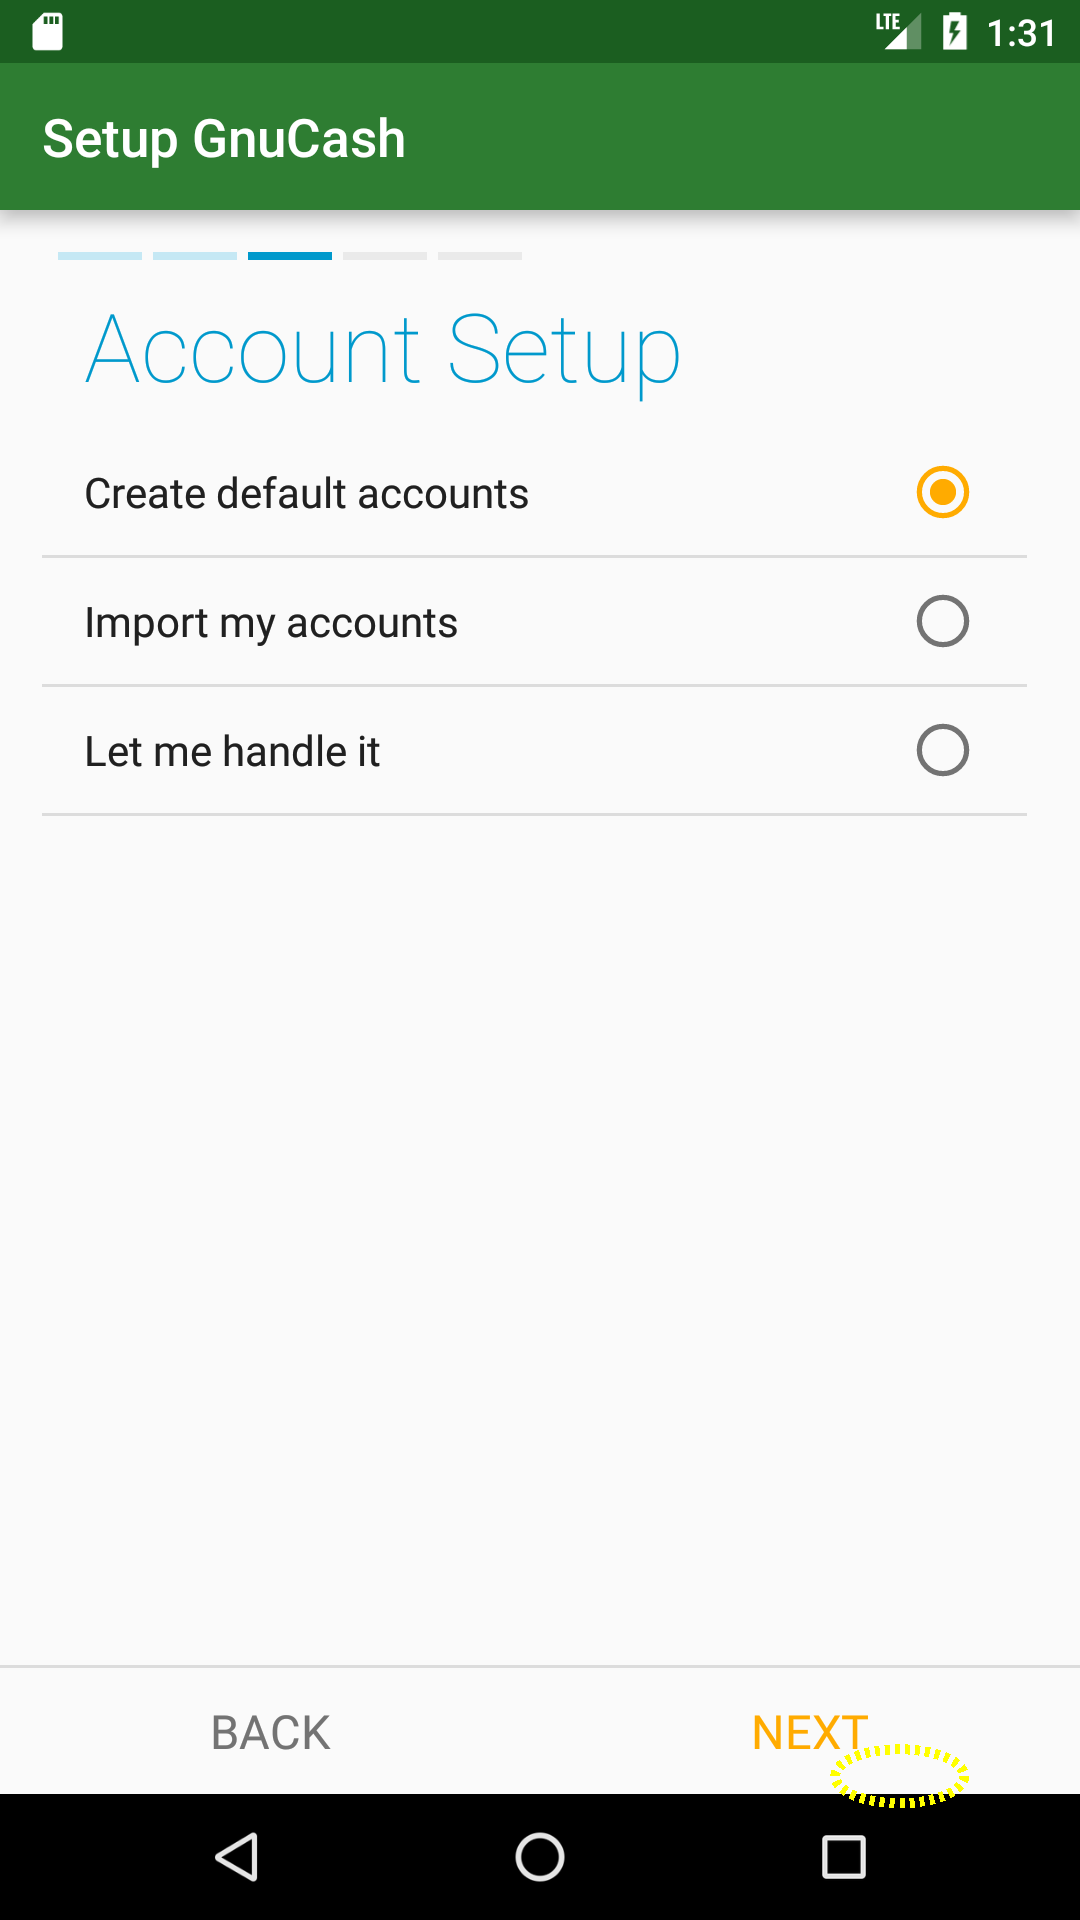 LTE 1:31
Setup GnuCash
Account Setup
Create default accounts
Import my accounts
Let me handle it
BACK NEXT